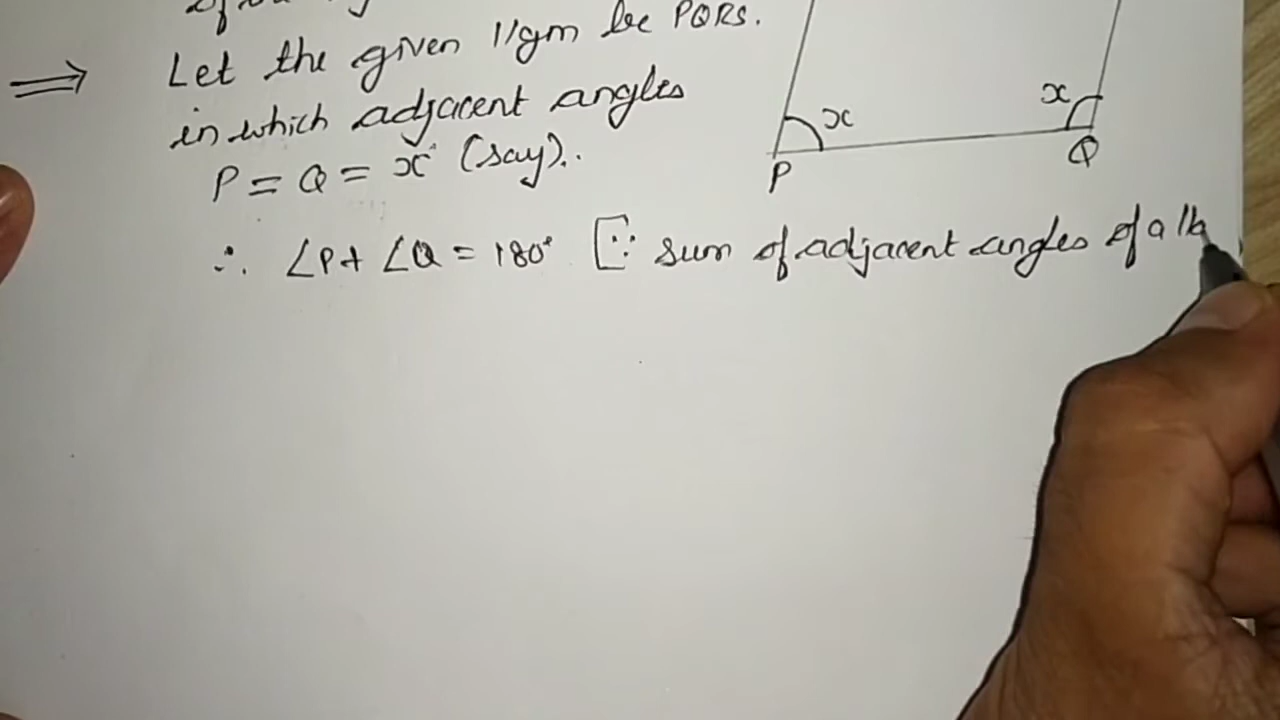 Let the given ||gm be PQRS.
in which adjacent angles
P = Q = x° (say).
∴ ∠P + ∠Q = 180° [∵ sum of adjacent angles of a
x
x
P
Q